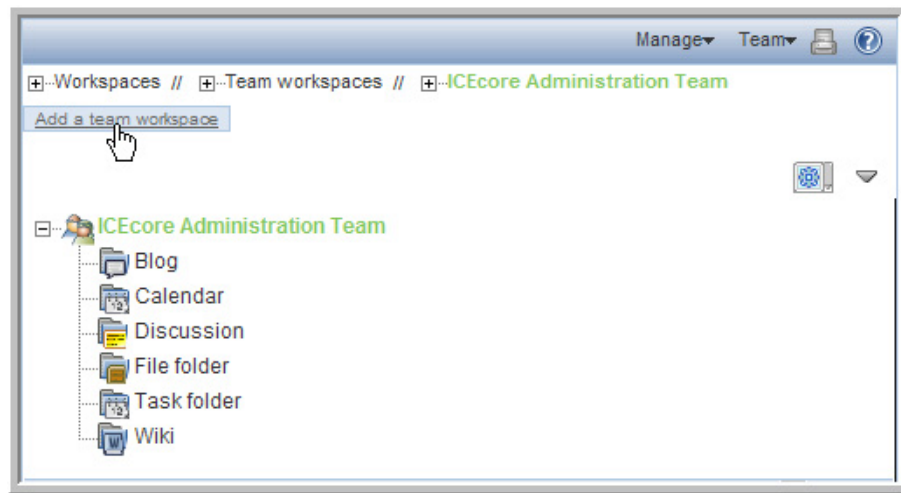 Manage Team
Workspaces // Team workspaces // ICEcore Administration Team
Add a team workspace
ICEcore Administration Team
Blog
Calendar
Discussion
File folder
Task folder
Wiki